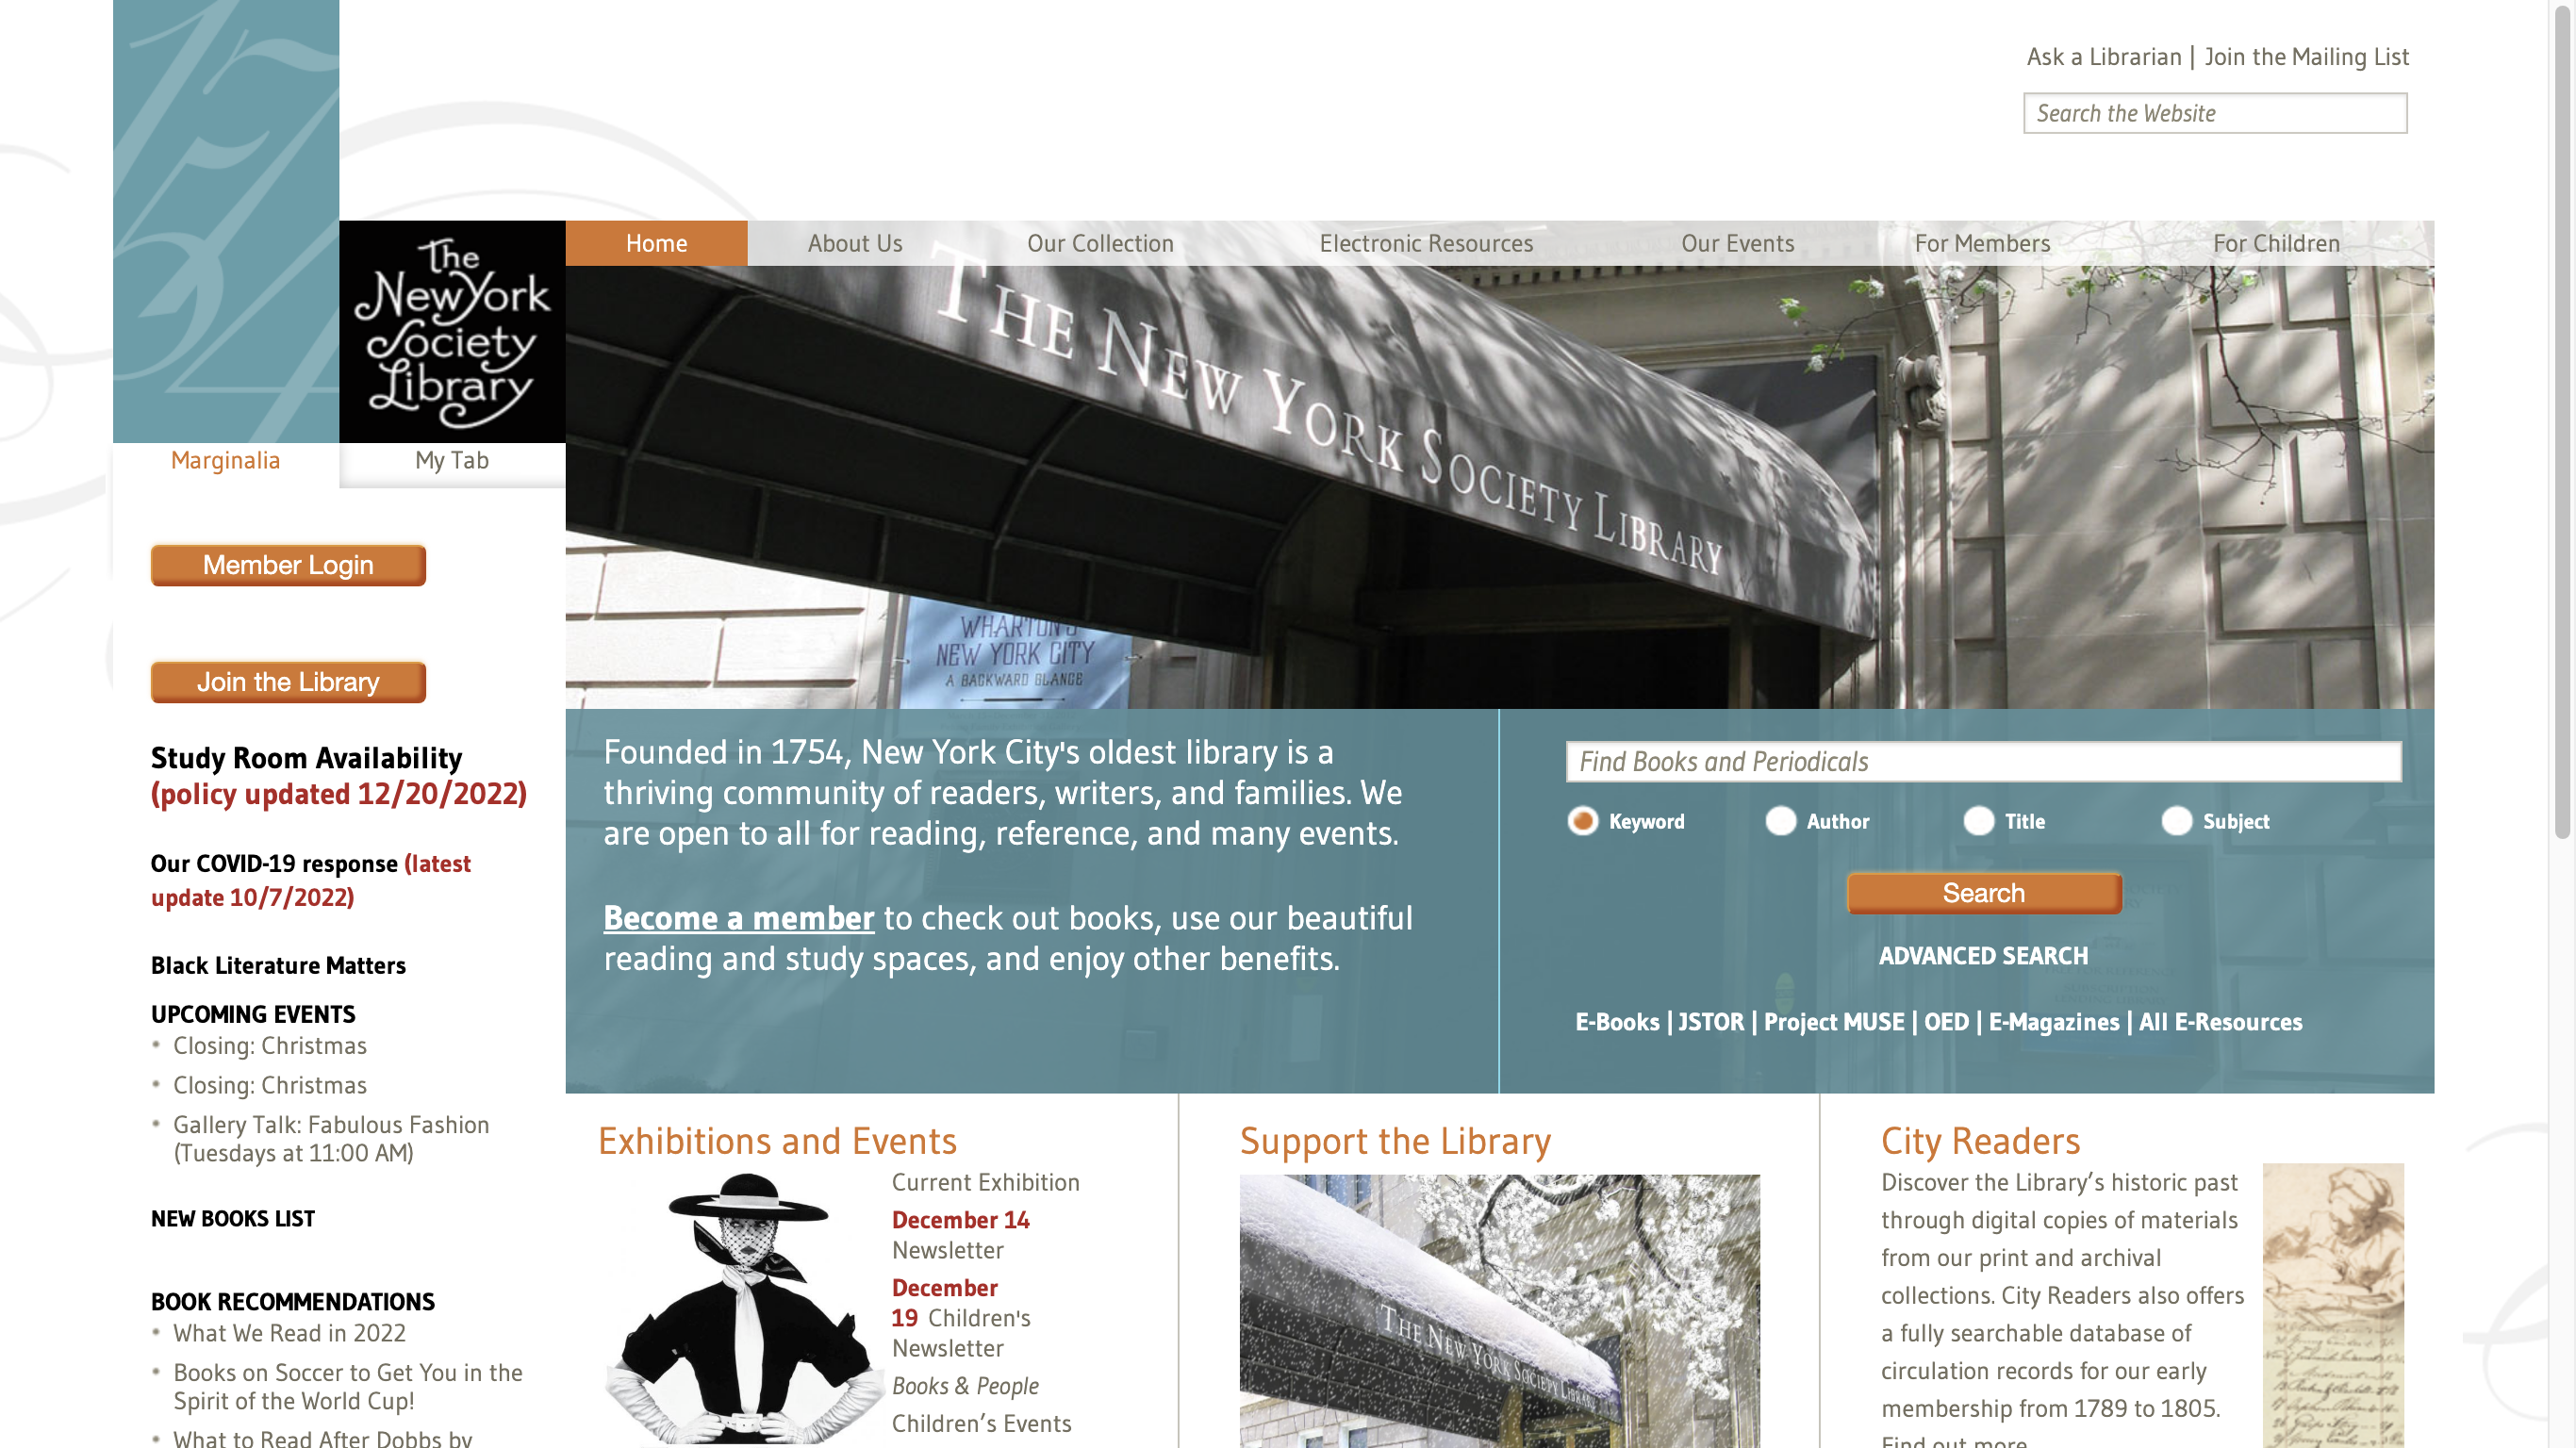 Ask a Librarian | Join the Mailing List
Search the Website
1754
The
New York
Society
Library
Home
About Us
Our Collection
Electronic Resources
Our Events
For Members
For Children
THE NEW YORK SOCIETY LIBRARY
Marginalia
My Tab
Member Login
Join the Library
Study Room Availability
(policy updated 12/20/2022)
Our COVID-19 response (latest
update 10/7/2022)
Black Literature Matters
UPCOMING EVENTS
• Closing: Christmas
• Closing: Christmas
• Gallery Talk: Fabulous Fashion
(Tuesdays at 11:00 AM)
NEW BOOKS LIST
BOOK RECOMMENDATIONS
• What We Read in 2022
• Books on Soccer to Get You in the
Spirit of the World Cup!
• What to Read After Dobbs by
WHARTON'S
NEW YORK CITY
A BACKWARD GLANCE
Founded in 1754, New York City's oldest library is a
thriving community of readers, writers, and families. We
are open to all for reading, reference, and many events.
Become a member to check out books, use our beautiful
reading and study spaces, and enjoy other benefits.
Find Books and Periodicals
Keyword
Author
Title
Subject
Search
ADVANCED SEARCH
E-Books | JSTOR | Project MUSE | OED | E-Magazines | All E-Resources
Exhibitions and Events
Current Exhibition
December 14
Newsletter
December
19 Children's
Newsletter
Books & People
Children’s Events
Support the Library
THE NEW YORK SOCIETY LIBRARY
City Readers
Discover the Library’s historic past
through digital copies of materials
from our print and archival
collections. City Readers also offers
a fully searchable database of
circulation records for our early
membership from 1789 to 1805.
Find out more